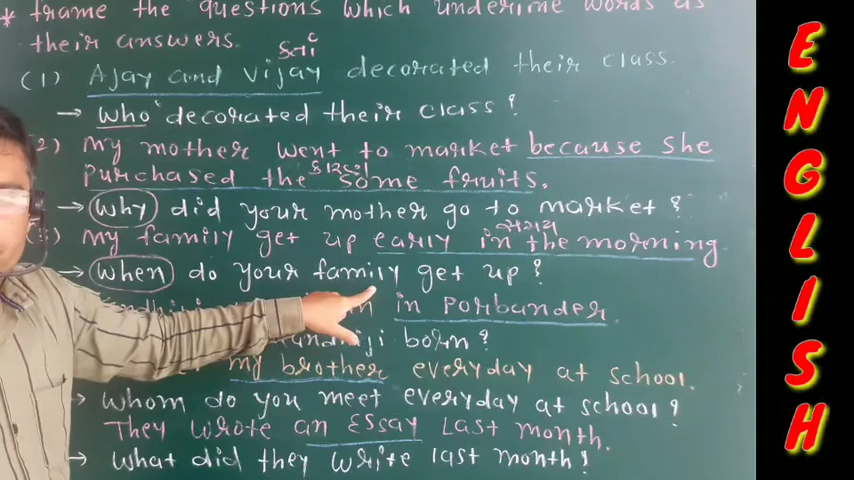 * frame the questions which underline words as
their answers.
(1) Ajay and Vijay decorated their class.
→ Who decorated their class?
2) My mother went to market because she
purchased the some fruits.
→ Why did your mother go to market?
My family get up early in the morning
→ When do your family get up?
in Porbunder.
born?
My brother everyday at school.
→ Whom do you meet everyday at school?
They wrote an Essay last month.
→ What did they write last month?
ENGLISH